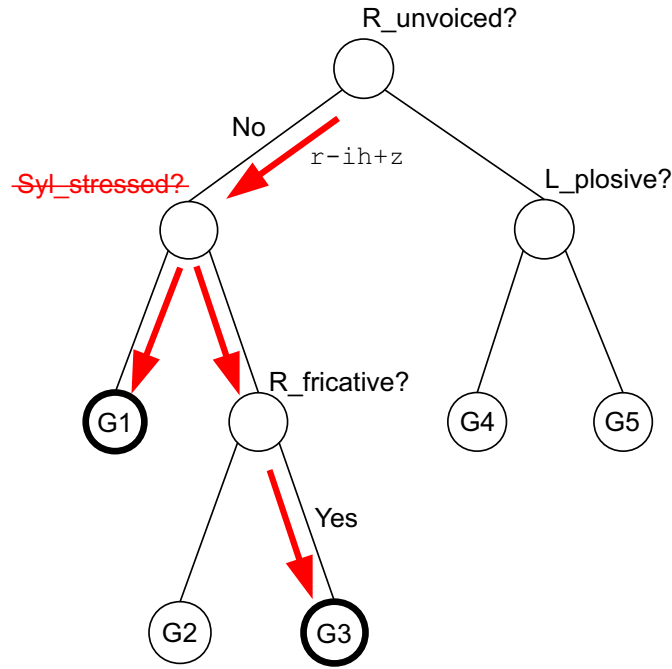 R_unvoiced?
No
r-ih+z
Syl_stressed?
L_plosive?
R_fricative?
G1
G4
G5
Yes
G2
G3